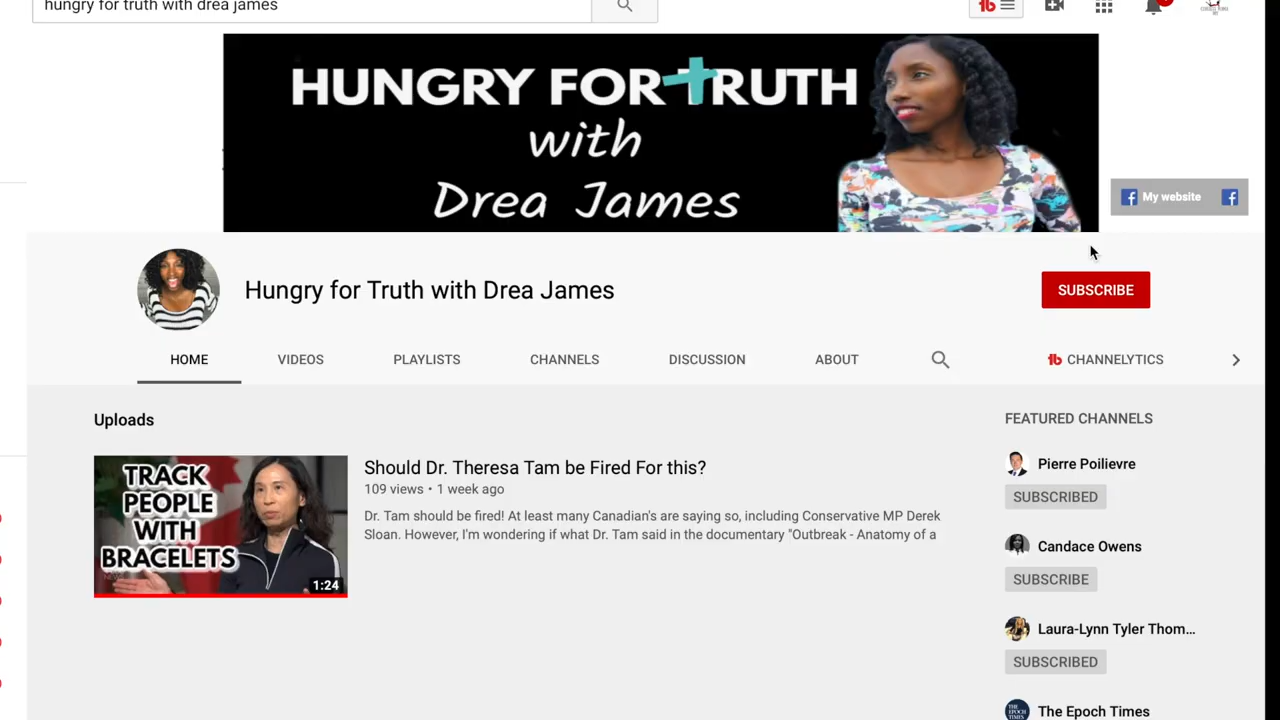 hungry for truth with drea james
HUNGRY FOR TRUTH
with
Drea James
My website
Hungry for Truth with Drea James
SUBSCRIBE
HOME VIDEOS PLAYLISTS CHANNELS DISCUSSION ABOUT CHANNELYTICS
Uploads
TRACK
PEOPLE
WITH
BRACELETS
1:24
Should Dr. Theresa Tam be Fired For this?
109 views • 1 week ago
Dr. Tam should be fired! At least many Canadian's are saying so, including Conservative MP Derek
Sloan. However, I'm wondering if what Dr. Tam said in the documentary "Outbreak - Anatomy of a
FEATURED CHANNELS
Pierre Poilievre
SUBSCRIBED
Candace Owens
SUBSCRIBE
Laura-Lynn Tyler Thom...
SUBSCRIBED
The Epoch Times